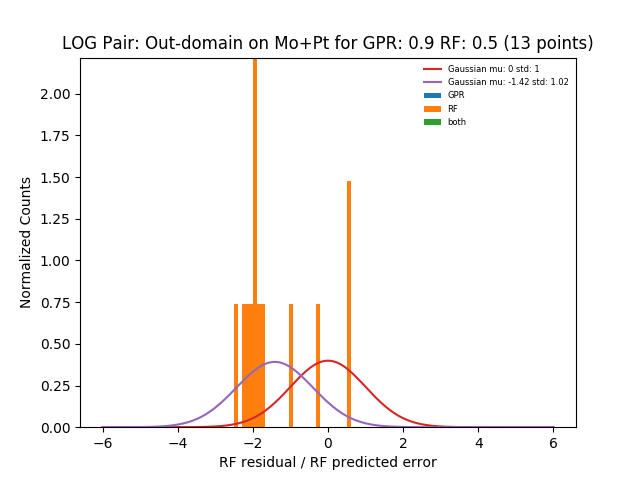 LOG Pair: Out-domain on Mo+Pt for GPR: 0.9 RF: 0.5 (13 points)
Gaussian mu: 0 std: 1
Gaussian mu: -1.42 std: 1.02
GPR
RF
both
Normalized Counts
2.00
1.75
1.50
1.25
1.00
0.75
0.50
0.25
0.00
−6 −4 −2 0 2 4 6
RF residual / RF predicted error